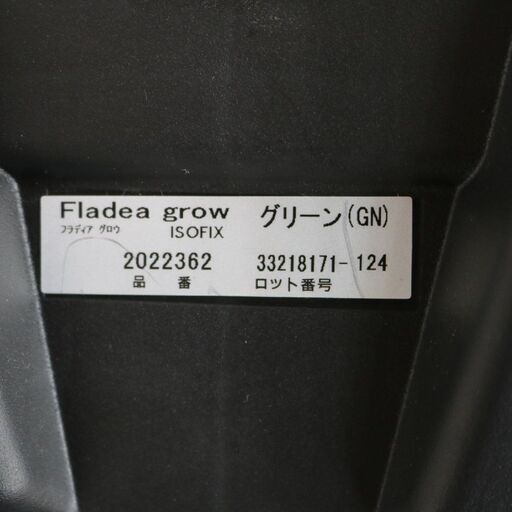 Fladea grow グリーン(GN)
フラディア グロウ ISOFIX
2022362 33218171-124
品 番 ロット番号